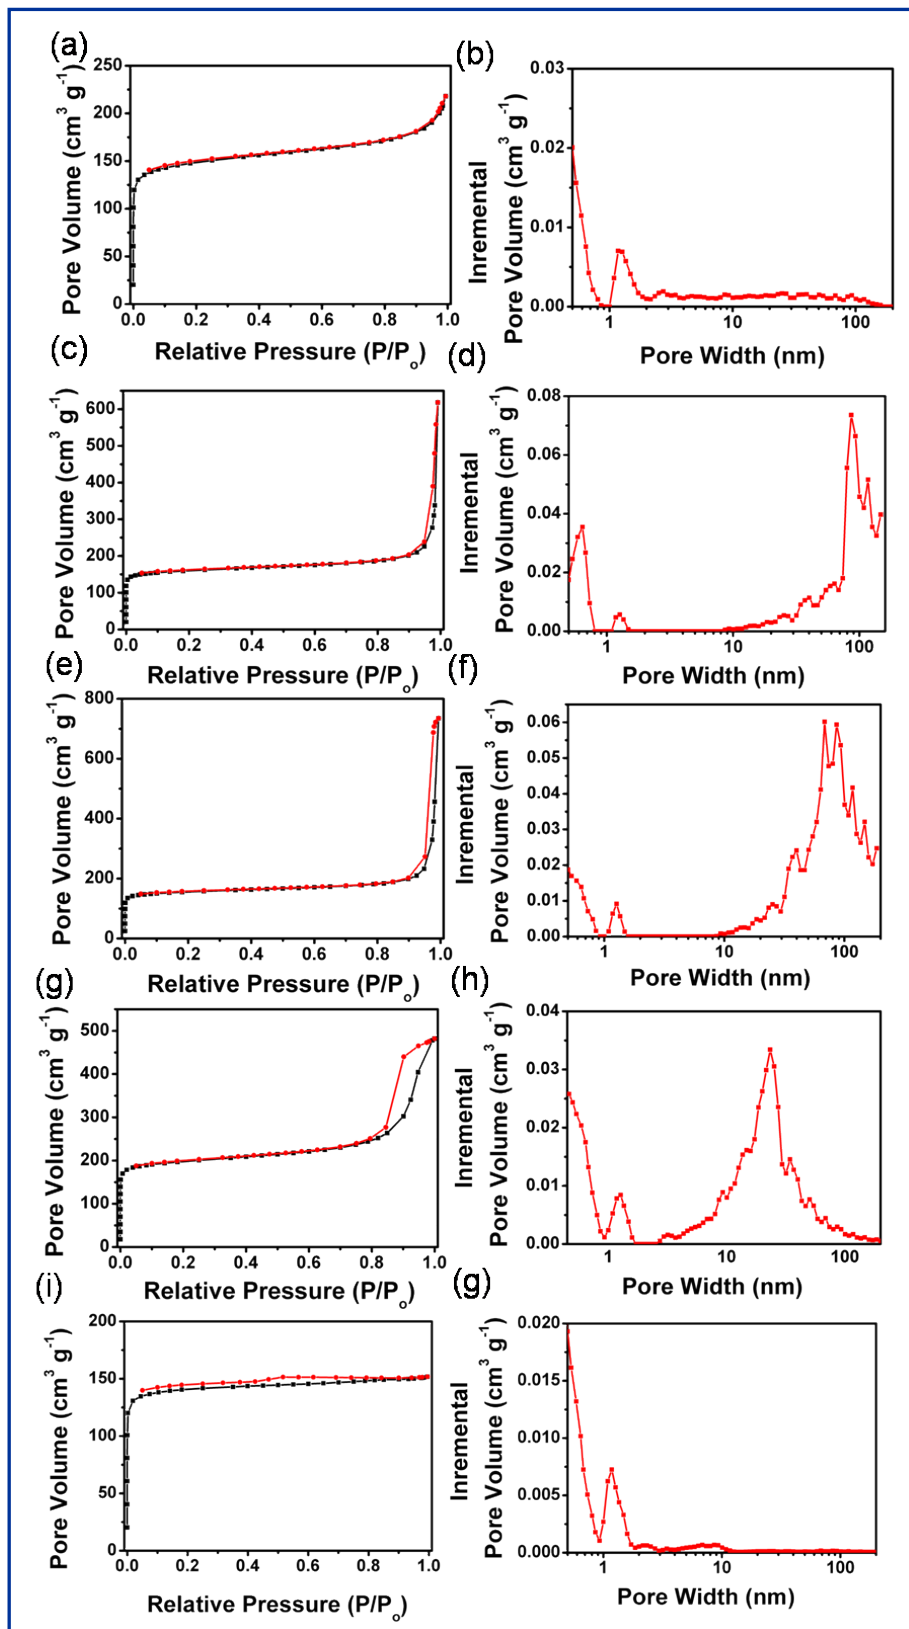 (a)
250
200
150
100
50
0
Pore Volume (cm³ g⁻¹)
0.0 0.2 0.4 0.6 0.8 1.0
Relative Pressure (P/Pₒ)
(b)
0.03
0.02
0.01
0.00
Inremental
Pore Volume (cm³ g⁻¹)
1 10 100
Pore Width (nm)
(c)
600
500
400
300
200
100
0
Pore Volume (cm³ g⁻¹)
0.0 0.2 0.4 0.6 0.8 1.0
Relative Pressure (P/Pₒ)
(d)
0.08
0.06
0.04
0.02
0.00
Inremental
Pore Volume (cm³ g⁻¹)
1 10 100
Pore Width (nm)
(e)
800
600
400
200
0
Pore Volume (cm³ g⁻¹)
0.0 0.2 0.4 0.6 0.8 1.0
Relative Pressure (P/Pₒ)
(f)
0.06
0.05
0.04
0.03
0.02
0.01
0.00
Inremental
Pore Volume (cm³ g⁻¹)
1 10 100
Pore Width (nm)
(g)
500
400
300
200
100
0
Pore Volume (cm³ g⁻¹)
0.0 0.2 0.4 0.6 0.8 1.0
Relative Pressure (P/Pₒ)
(h)
0.04
0.03
0.02
0.01
0.00
Inremental
Pore Volume (cm³ g⁻¹)
1 10 100
Pore Width (nm)
(i)
200
150
100
50
0
Pore Volume (cm³ g⁻¹)
0.0 0.2 0.4 0.6 0.8 1.0
Relative Pressure (P/Pₒ)
(g)
0.020
0.015
0.010
0.005
0.000
Inremental
Pore Volume (cm³ g⁻¹)
1 10 100
Pore Width (nm)